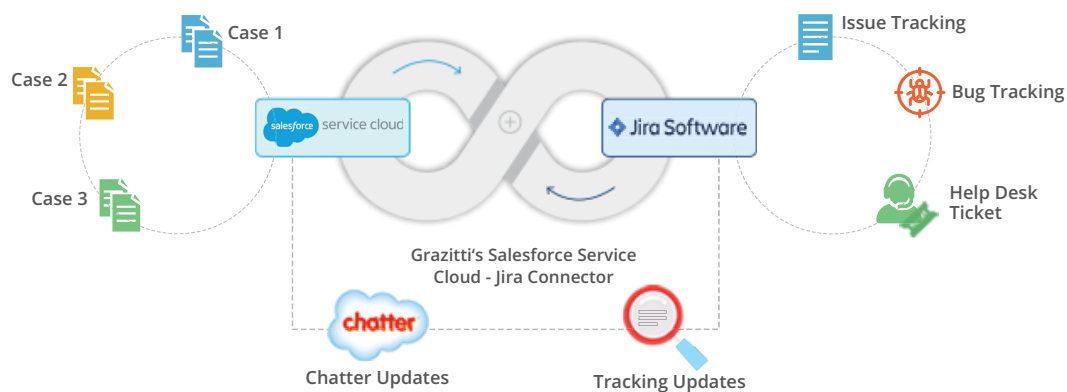 Case 1
Case 2
Case 3
salesforce service cloud
Jira Software
Issue Tracking
Bug Tracking
Help Desk
Ticket
Grazitti's Salesforce Service
Cloud - Jira Connector
chatter
Chatter Updates
Tracking Updates